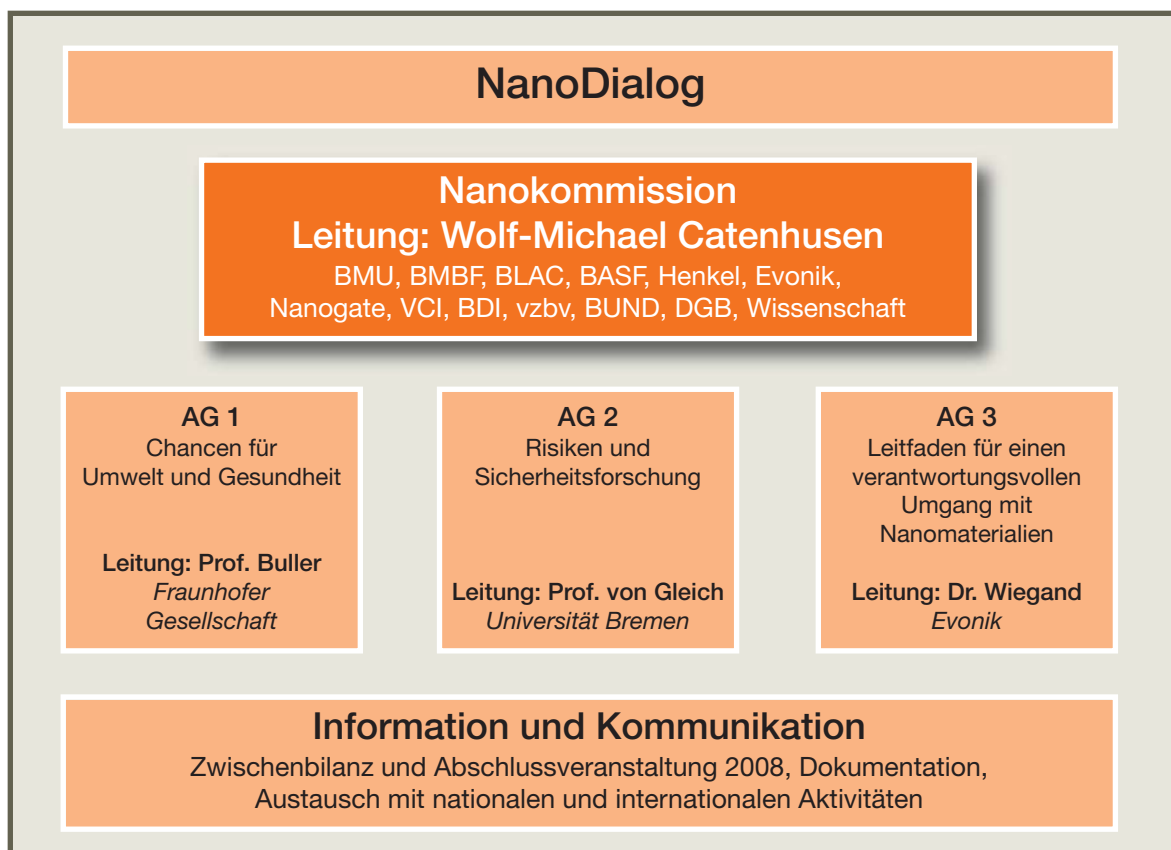 NanoDialog
Nanokommission
Leitung: Wolf-Michael Catenhusen
BMU, BMBF, BLAC, BASF, Henkel, Evonik,
Nanogate, VCI, BDI, vzbv, BUND, DGB, Wissenschaft
AG 1
Chancen für
Umwelt und Gesundheit
Leitung: Prof. Buller
Fraunhofer
Gesellschaft
AG 2
Risiken und
Sicherheitsforschung
Leitung: Prof. von Gleich
Universität Bremen
AG 3
Leitfaden für einen
verantwortungsvollen
Umgang mit
Nanomaterialien
Leitung: Dr. Wiegand
Evonik
Information und Kommunikation
Zwischenbilanz und Abschlussveranstaltung 2008, Dokumentation,
Austausch mit nationalen und internationalen Aktivitäten